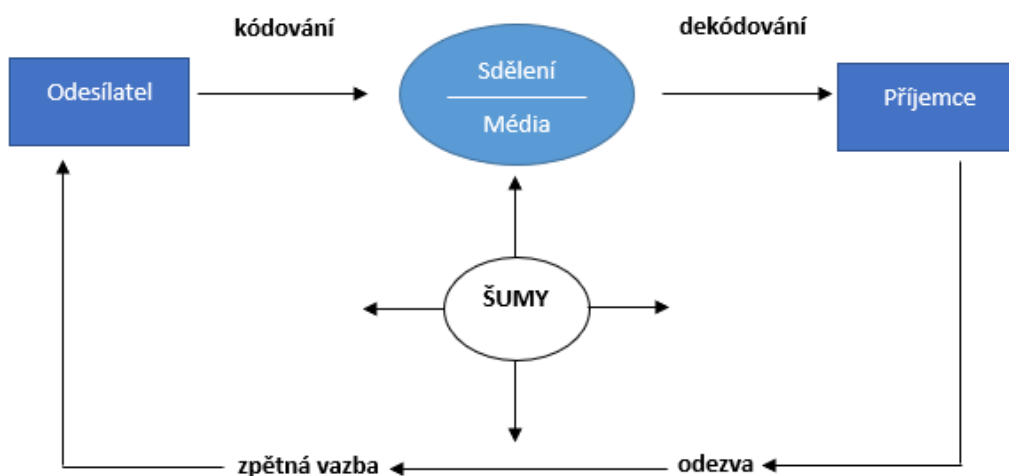 kódování
dekódování
Odesílatel
Sdělení
Média
Příjemce
ŠUMY
zpětná vazba
odezva